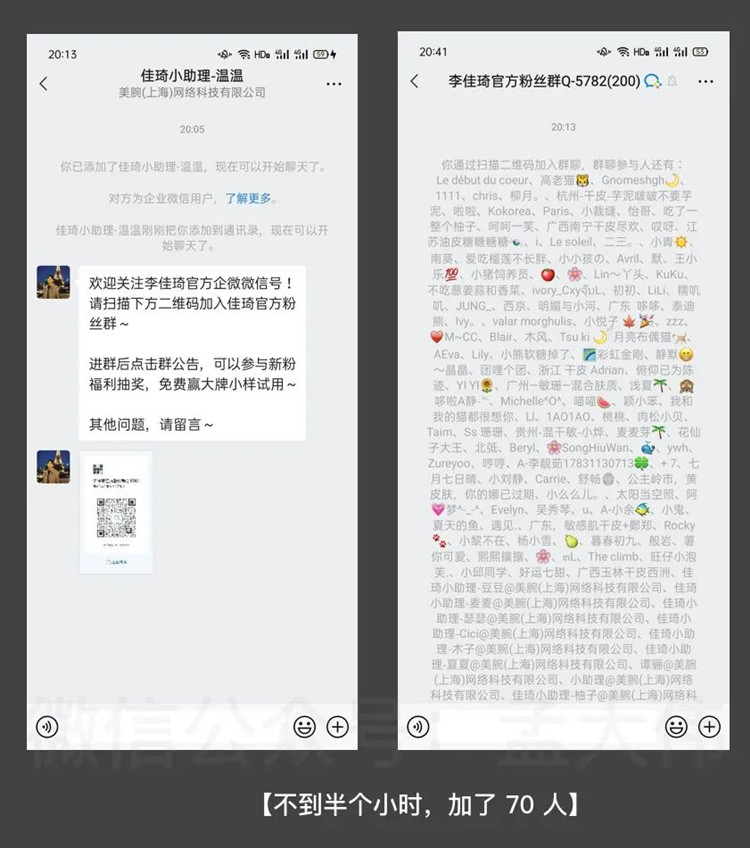 20:13
HD 4G 4G 59
佳琦小助理-温温
美腕(上海)网络科技有限公司
20:05
你已添加了佳琦小助理-温温，现在可以开始聊天了。
对方为企业微信用户，了解更多。
佳琦小助理-温温刚刚把你添加到通讯录，现在可以开
始聊天了。
欢迎关注李佳琦官方企微微信号！
请扫描下方二维码加入佳琦官方粉
丝群～
进群后点击群公告，可以参与新粉
福利抽奖，免费赢大牌小样试用～
其他问题，请留言～
20:41
HD 4G 4G 53
李佳琦官方粉丝群Q-5782(200)
20:13
你通过扫描二维码加入群聊，群聊参与人还有：
Le début du coeur、高老猫🐯、Gnomeshgh🌙、
1111、chris、柳月。、杭州-干皮-芋泥啵啵不要芋
泥、啦啦、Kokorea、Paris、小裁缝、怡哥、吃了一
整个柚子、呵呵一笑、广西南宁干皮尽欢、哎呀、江
苏油皮糖糖糖糖、i、Le soleil、二三。、小青☀️、
南葵、爱吃榴莲不长胖、小小孩の、Avril、默、王小
乐💯、小猪饲养员、🍎、🌸、Lin～丫头、KuKu、
不吃葱姜蒜和香菜、ivory_Cxy、初初、LiLi、糯叽
叽、JUNG_、西京、明媚与小河、广东 哆哆、泰迪
熊、Ivy。、valar morghulis、小悦子🍁🎉、zzz、
❤️M~CC、Blair、木风、Tsu ki🌙月亮布偶猫、
AEva、Lily、小熊软糖掉了、🌈彩虹金刚、静默😊
～晶晶、团哩个团、浙江 干皮 Adrian、俯仰已为陈
迹、YI YI🌻、广州-敏珊-混合肤质、浅夏🌴、🙈
哆啦A静-、Michelle^O^、喵喵🍉、颖小笨、我和
我的猫都很想你、LI、1AO1AO、桃桃、肉松小贝、
Taim、Ss 珊珊、贵州-混干敏-小烨、麦麦芽🌴、花仙
子大王、北弤、Beryl、🌸SongHiuWan、🐳、ywh、
Zureyoo、哼哼、A-李靓茹17831130713🍀、+ 7、七
月七日晴、小刘静、Carrie、舒畅、公主岭市，黄
皮肤，你的娜已过期、小么么儿。、太阳当空照、阿
💗梦^_-^、Evelyn、吴秀琴、u、A-小余🐠、小鬼、
夏天的鱼、遇见.、广东，敏感肌干皮+鄭郑、Rocky
🐾、小黎不在、杨小雪、🍐、暮春初九、般岩、薯
你可爱、熙熙攘攘、🌸、ฅL、The climb、旺仔小泡
芙.、小邱同学、好运七甜、广西玉林干皮西洲、佳
琦小助理-豆豆@美腕(上海)网络科技有限公司、佳琦
小助理-麦麦@美腕(上海)网络科技有限公司、佳琦小
助理-瑟瑟@美腕(上海)网络科技有限公司、佳琦小
助理-Cici@美腕(上海)网络科技有限公司、佳琦小助
理-木子@美腕(上海)网络科技有限公司、佳琦小助
理-夏夏@美腕(上海)网络科技有限公司、谭骊@美腕
(上海)网络科技有限公司、小助理@美腕(上海)网络
科技有限公司、佳琦小助理-柚子@美腕(上海)网络科
微信公众号：孟大伟
【不到半个小时，加了 70 人】